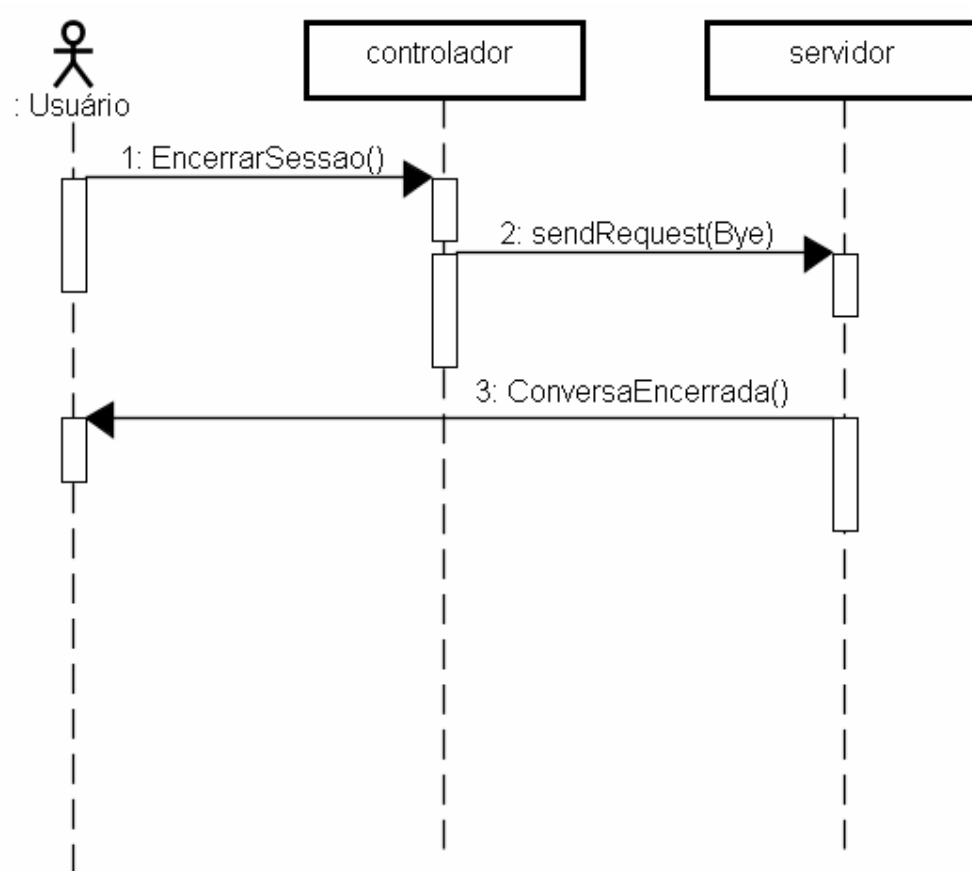 controlador
servidor
: Usuário
1: EncerrarSessao()
2: sendRequest(Bye)
3: ConversaEncerrada()